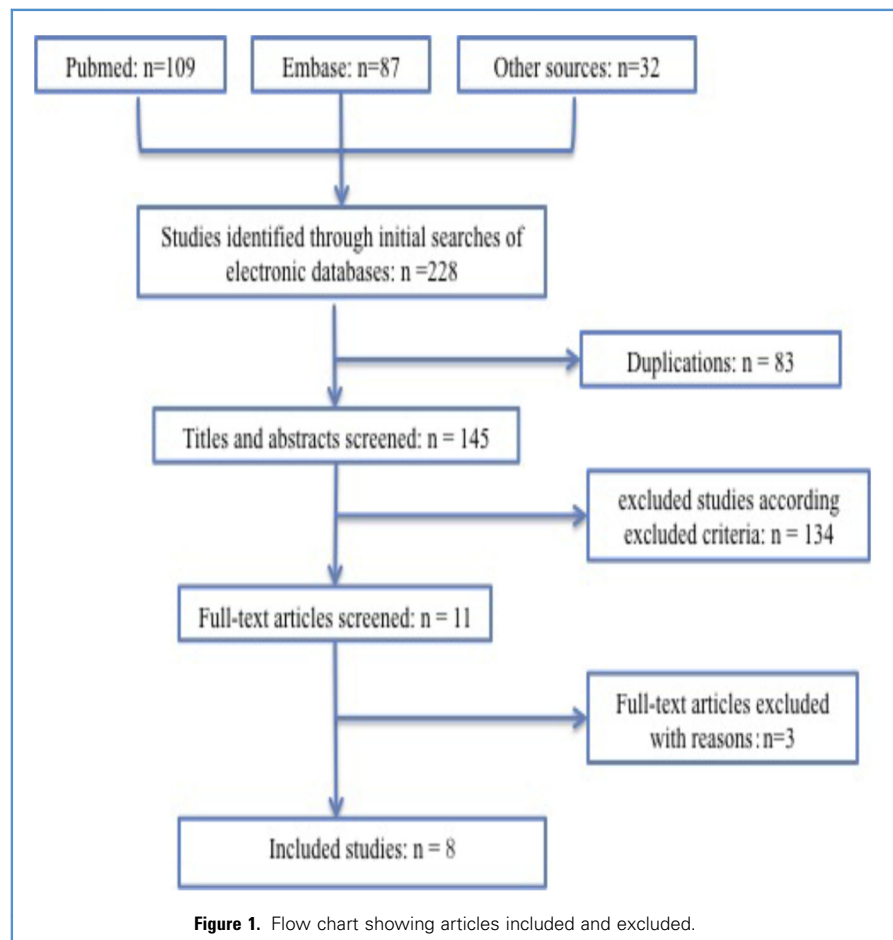 Pubmed: n=109
Embase: n=87
Other sources: n=32
Studies identified through initial searches of
electronic databases: n =228
Duplications: n = 83
Titles and abstracts screened: n = 145
excluded studies according
excluded criteria: n = 134
Full-text articles screened: n = 11
Full-text articles excluded
with reasons: n=3
Included studies: n = 8
Figure 1. Flow chart showing articles included and excluded.